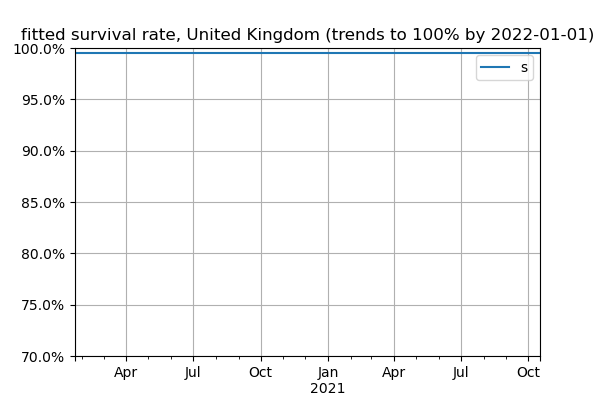 fitted survival rate, United Kingdom (trends to 100% by 2022-01-01)
100.0%
s
95.0%
90.0%
85.0%
80.0%
75.0%
70.0%
Apr Jul Oct Jan Apr Jul Oct
2021